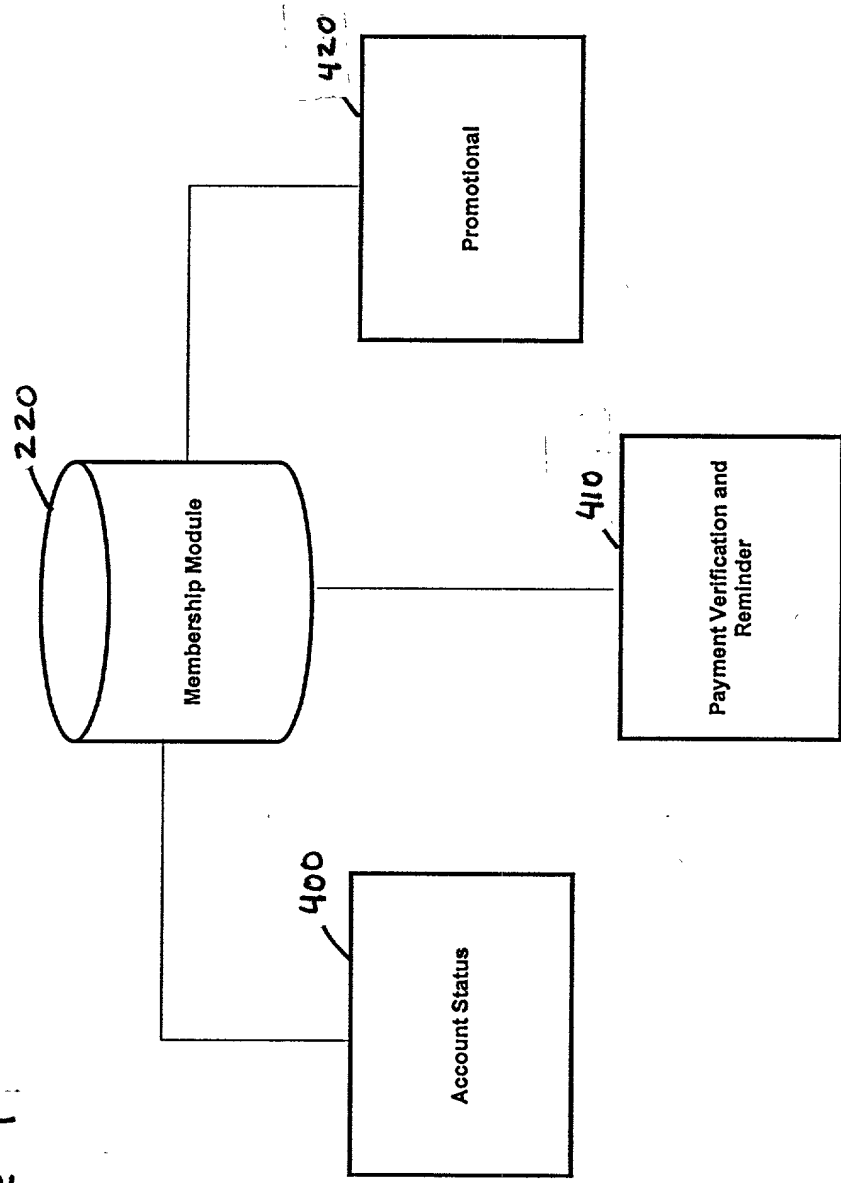 220
Membership Module
420
Promotional
400
Account Status
410
Payment Verification and
Reminder